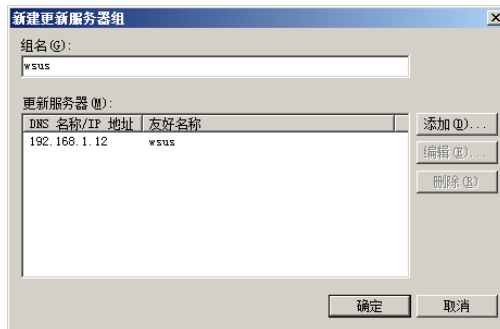 新建更新服务器组
组名(G):
wsus
更新服务器(M):
DNS 名称/IP 地址 友好名称
192.168.1.12 wsus
添加(D)...
编辑(E)...
删除(R)
确定 取消